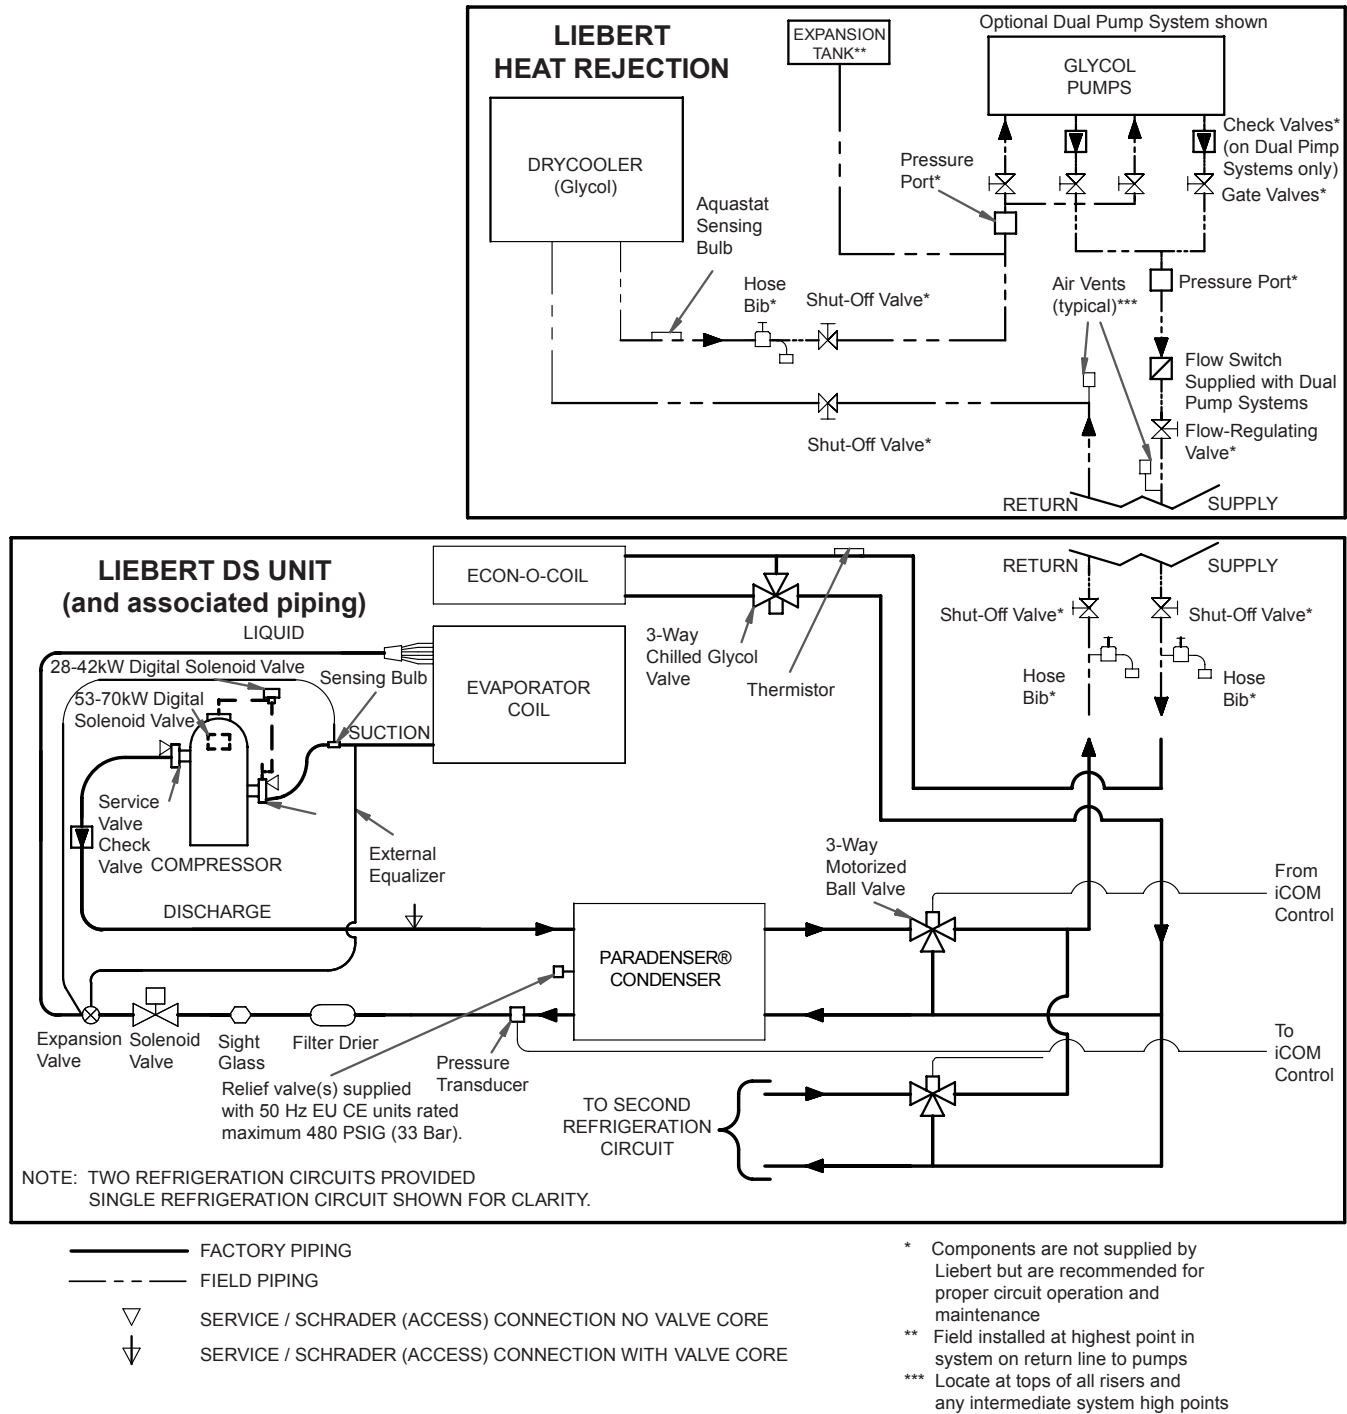 LIEBERT
HEAT REJECTION
EXPANSION
TANK**
Optional Dual Pump System shown
GLYCOL
PUMPS
DRYCOOLER
(Glycol)
Check Valves*
(on Dual Pimp
Systems only)
Gate Valves*
Pressure
Port*
Aquastat
Sensing
Bulb
Hose
Bib*
Shut-Off Valve*
Air Vents
(typical)***
Pressure Port*
Flow Switch
Supplied with Dual
Pump Systems
Flow-Regulating
Valve*
Shut-Off Valve*
RETURN
SUPPLY
LIEBERT DS UNIT
(and associated piping)
ECON-O-COIL
RETURN
SUPPLY
Shut-Off Valve*
Shut-Off Valve*
LIQUID
28-42kW Digital Solenoid Valve
Sensing Bulb
53-70kW Digital
Solenoid Valve
EVAPORATOR
COIL
3-Way
Chilled Glycol
Valve
Thermistor
Hose
Bib*
Hose
Bib*
SUCTION
Service
Valve
Check
Valve
COMPRESSOR
External
Equalizer
3-Way
Motorized
Ball Valve
From
iCOM
Control
DISCHARGE
PARADENSER®
CONDENSER
Expansion
Valve
Solenoid
Valve
Sight
Glass
Filter Drier
Pressure
Transducer
To
iCOM
Control
Relief valve(s) supplied
with 50 Hz EU CE units rated
maximum 480 PSIG (33 Bar).
TO SECOND
REFRIGERATION
CIRCUIT
NOTE: TWO REFRIGERATION CIRCUITS PROVIDED
SINGLE REFRIGERATION CIRCUIT SHOWN FOR CLARITY.
FACTORY PIPING
FIELD PIPING
SERVICE / SCHRADER (ACCESS) CONNECTION NO VALVE CORE
SERVICE / SCHRADER (ACCESS) CONNECTION WITH VALVE CORE
* Components are not supplied by
Liebert but are recommended for
proper circuit operation and
maintenance
** Field installed at highest point in
system on return line to pumps
*** Locate at tops of all risers and
any intermediate system high points